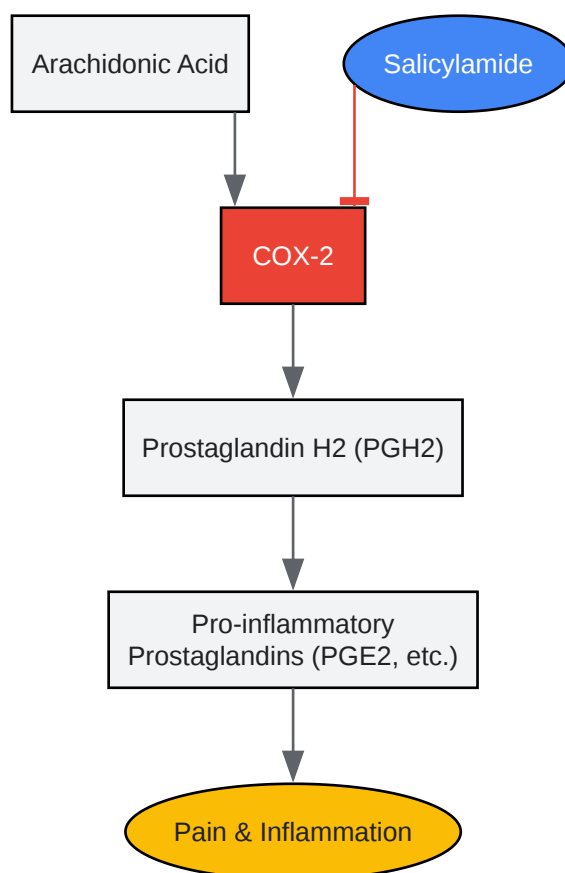 Arachidonic Acid
Salicylamide
COX-2
Prostaglandin H2 (PGH2)
Pro-inflammatory
Prostaglandins (PGE2, etc.)
Pain & Inflammation